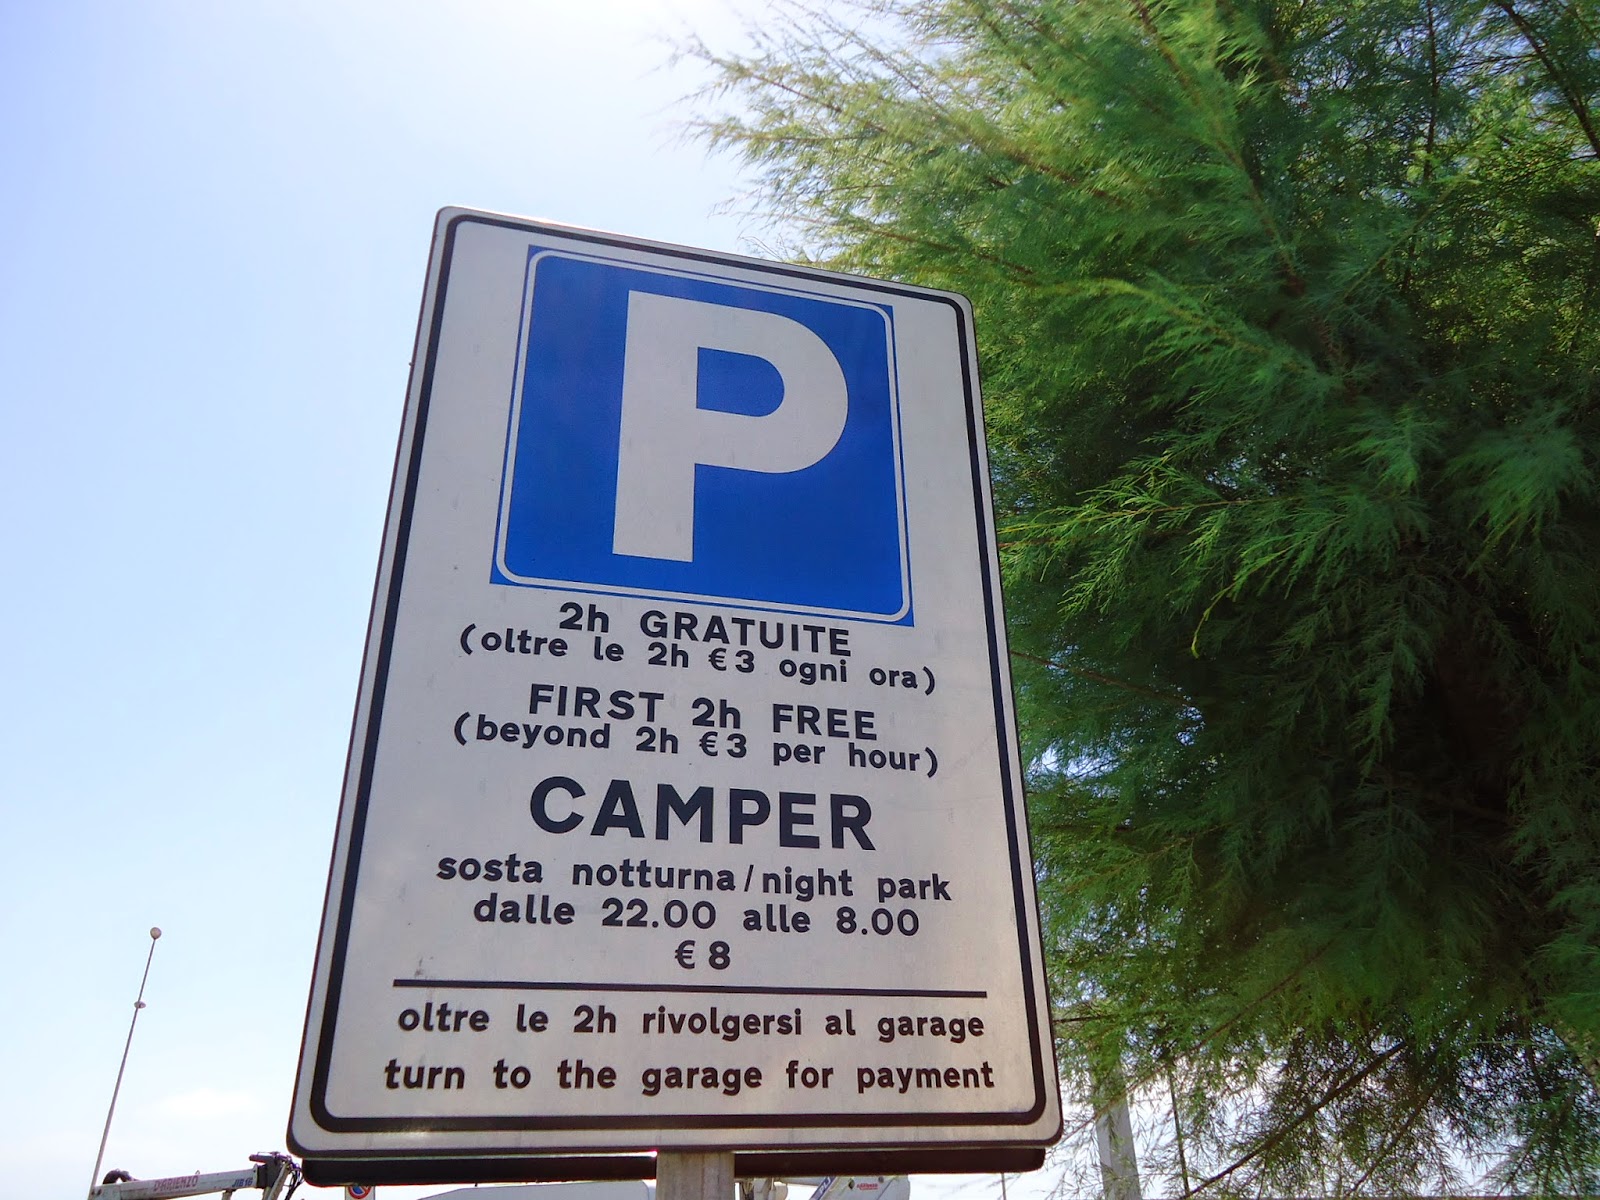 P
2h GRATUITE
(oltre le 2h €3 ogni ora)
FIRST 2h FREE
(beyond 2h €3 per hour)
CAMPER
sosta notturna/night park
dalle 22.00 alle 8.00
€8
oltre le 2h rivolgersi al garage
turn to the garage for payment
D'ARIENZO